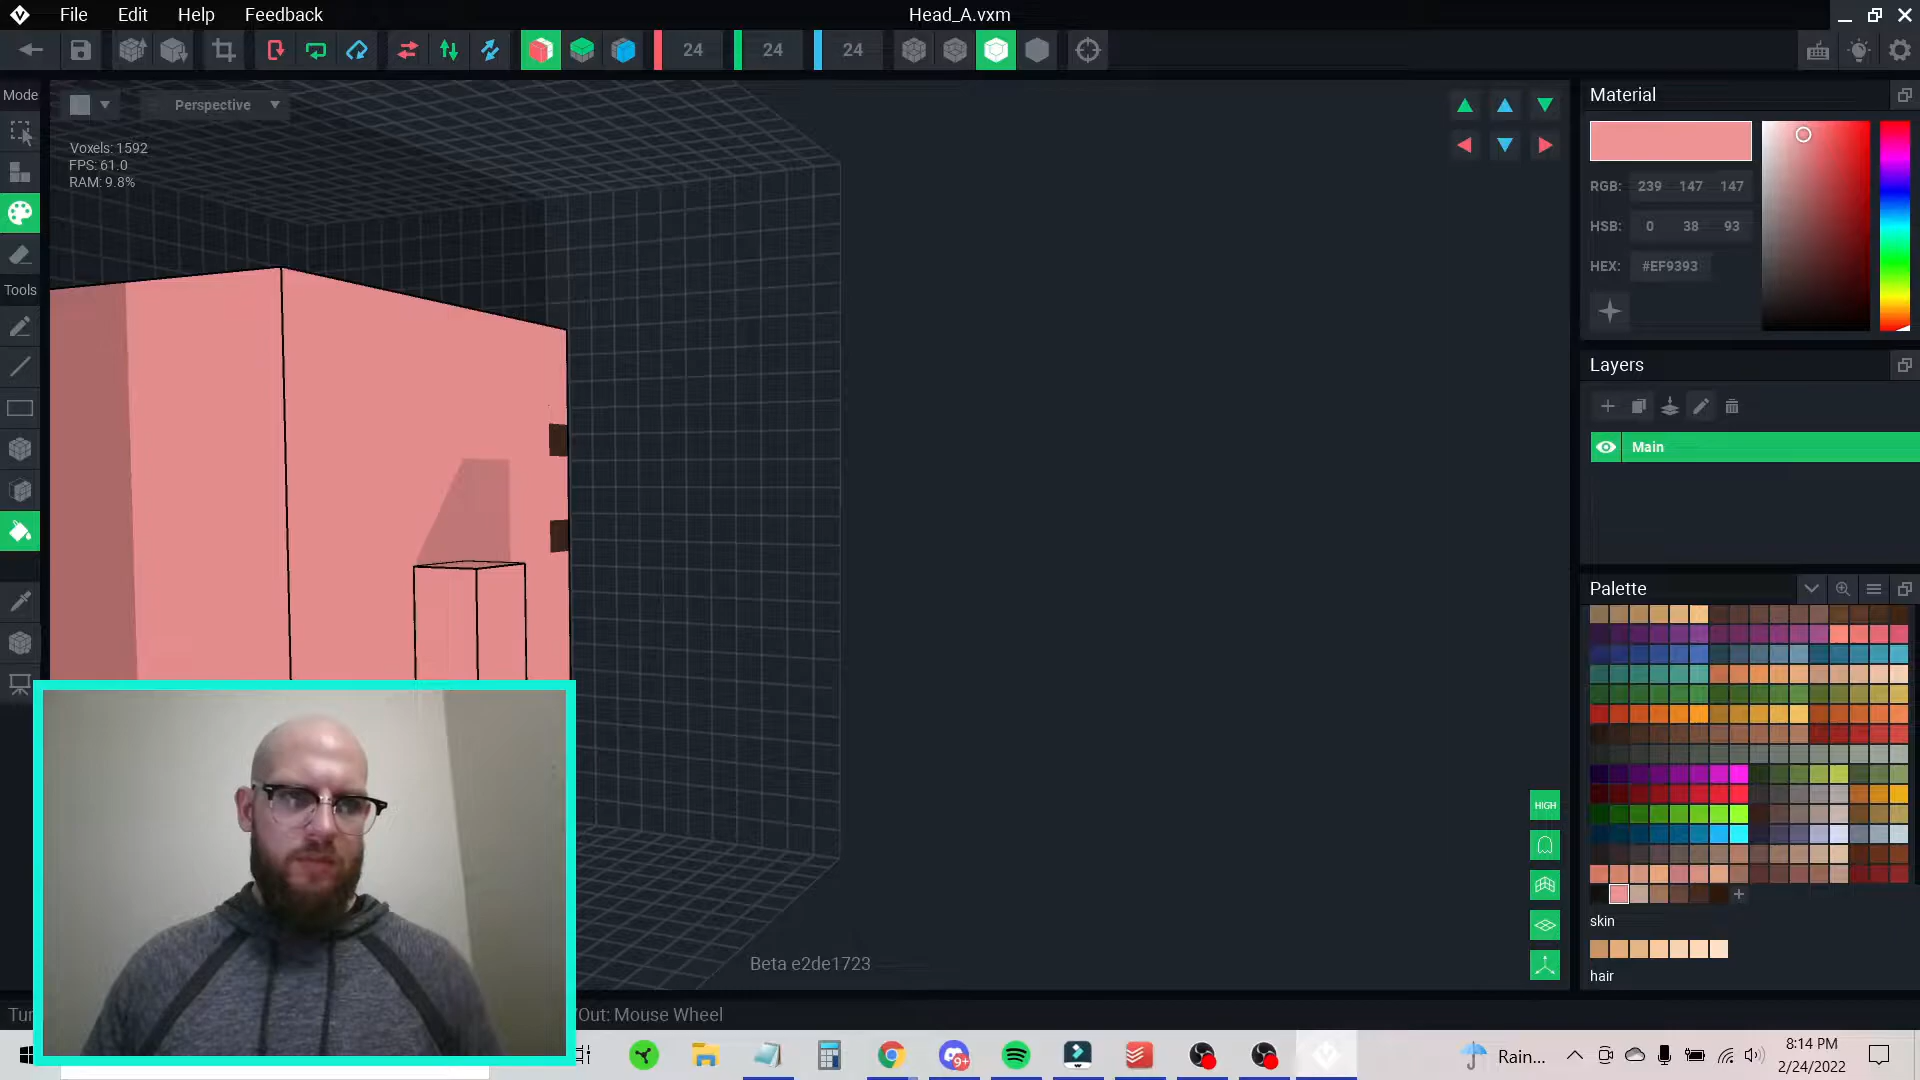 File Edit Help Feedback
Head_A.vxm
24 24 24
Mode
Perspective
Voxels: 1592
FPS: 61.0
RAM: 9.8%
Tools
Material
RGB: 239 147 147
HSB: 0 38 93
HEX: #EF9393
Layers
Main
Palette
HIGH
skin
hair
Beta e2de1723
Out: Mouse Wheel
9+
Rain...
8:14 PM
2/24/2022